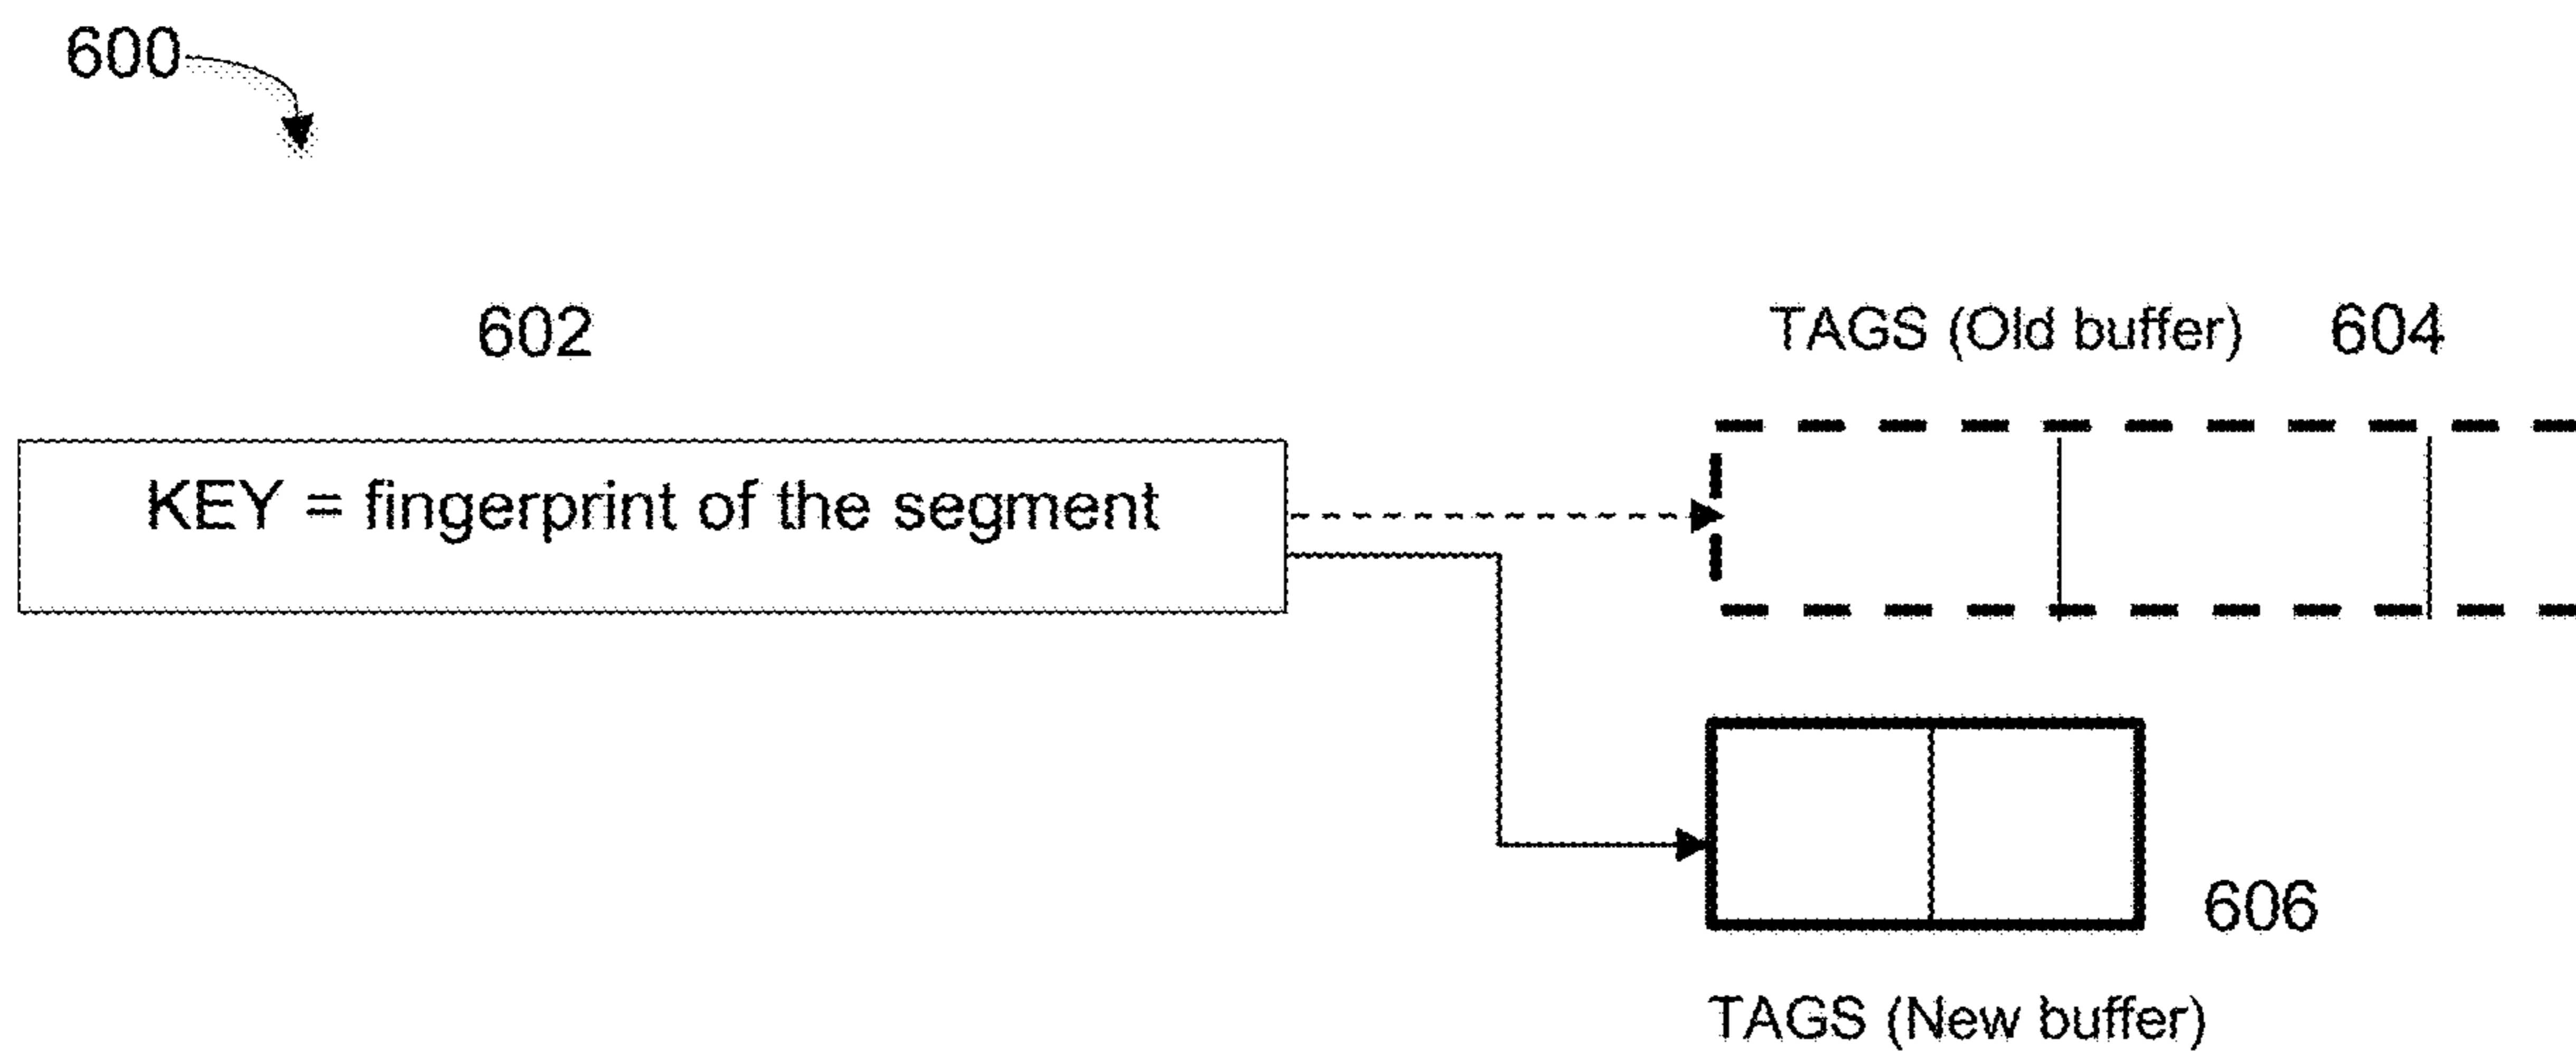 600
602
TAGS (Old buffer) 604
KEY = fingerprint of the segment
606
TAGS (New buffer)